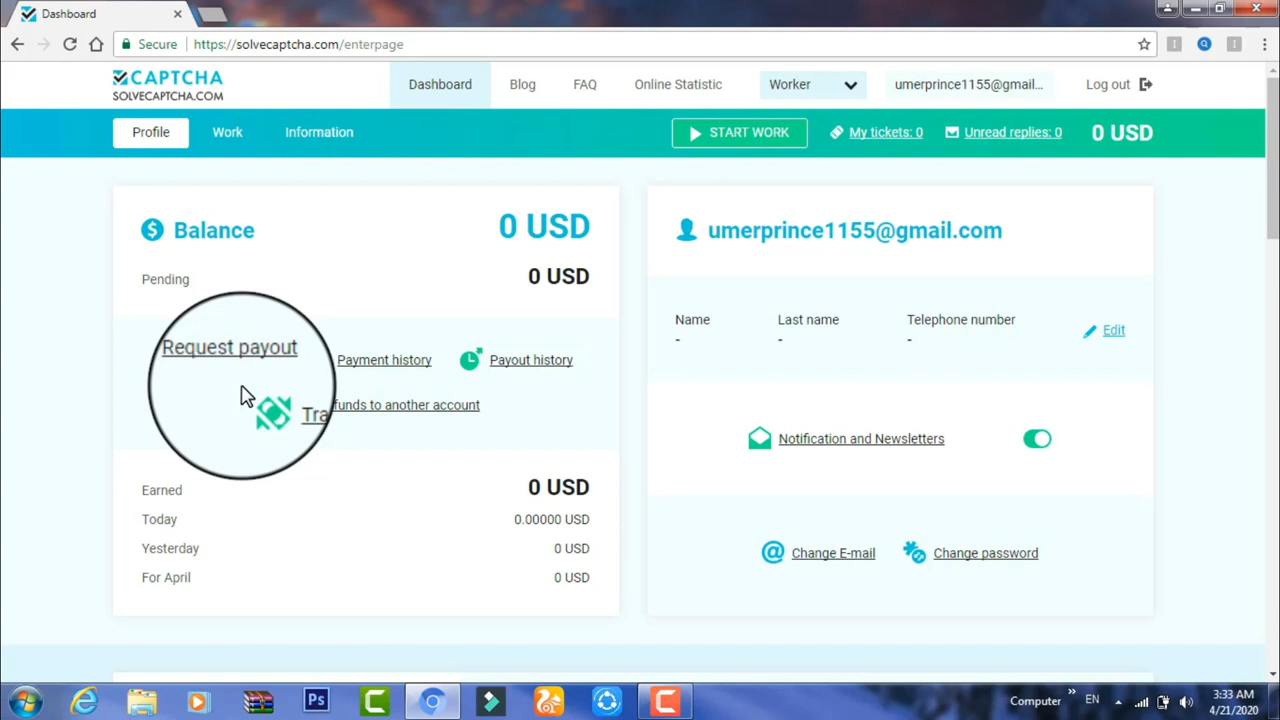 Dashboard
Secure https://solvecaptcha.com/enterpage
CAPTCHA
SOLVECAPTCHA.COM
Dashboard Blog FAQ Online Statistic Worker umerprince1155@gmail... Log out
Profile Work Information START WORK My tickets: 0 Unread replies: 0 0 USD
Balance 0 USD
Pending 0 USD
Request payout Payment history Payout history
Tra funds to another account
Earned 0 USD
Today 0.00000 USD
Yesterday 0 USD
For April 0 USD
umerprince1155@gmail.com
Name Last name Telephone number Edit
- - -
Notification and Newsletters
Change E-mail Change password
Ps Computer » EN 3:33 AM
4/21/2020